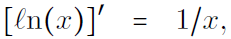 [ℓn(x)]′ = 1/x,